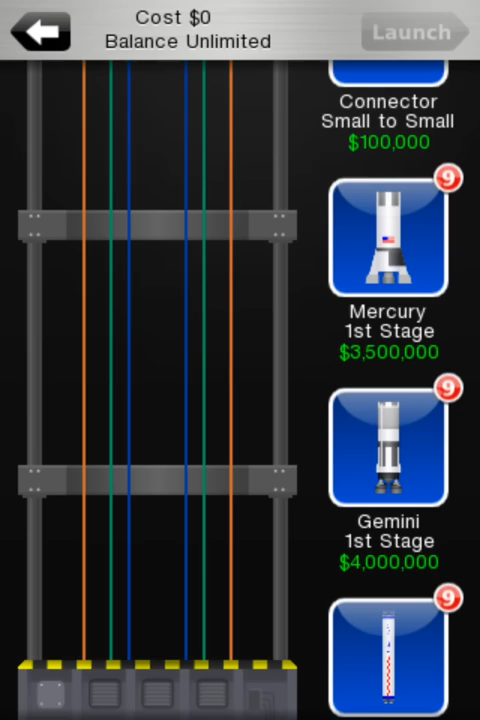 Cost $0
Balance Unlimited
Launch
Connector
Small to Small
$100,000
9
Mercury
1st Stage
$3,500,000
9
Gemini
1st Stage
$4,000,000
9